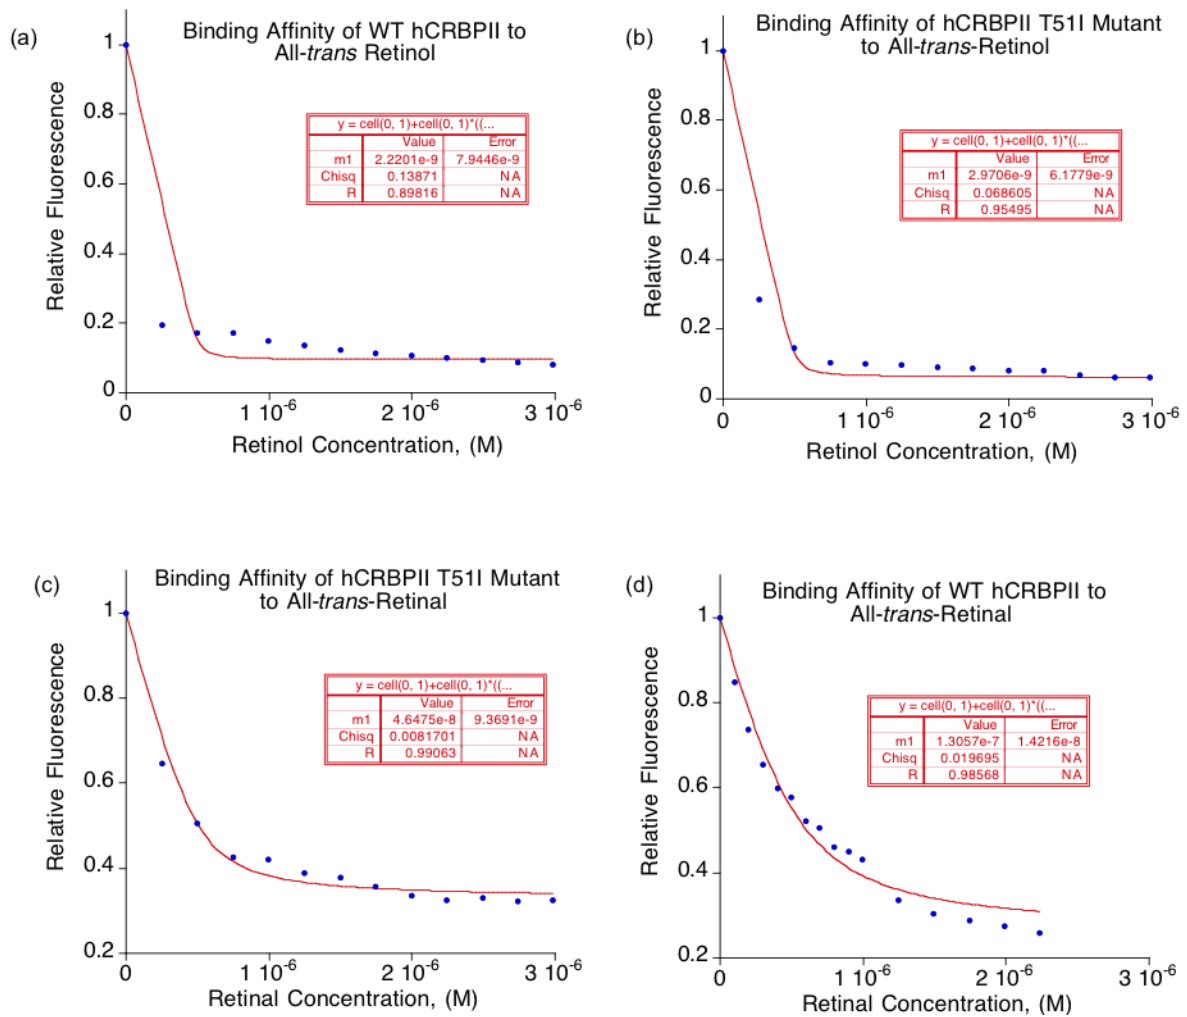 (a)
Binding Affinity of WT hCRBPII to
All-trans Retinol
Relative Fluorescence
1
0.8
0.6
0.4
0.2
0
y = cell(0, 1)+cell(0, 1)*((...
Value Error
m1 2.2201e-9 7.9446e-9
Chisq 0.13871 NA
R 0.89816 NA
0 1 10⁻⁶ 2 10⁻⁶ 3 10⁻⁶
Retinol Concentration, (M)
(b)
Binding Affinity of hCRBPII T51I Mutant
to All-trans-Retinol
Relative Fluorescence
1
0.8
0.6
0.4
0.2
0
y = cell(0, 1)+cell(0, 1)*((...
Value Error
m1 2.9706e-9 6.1779e-9
Chisq 0.068605 NA
R 0.95495 NA
0 1 10⁻⁶ 2 10⁻⁶ 3 10⁻⁶
Retinol Concentration, (M)
(c)
Binding Affinity of hCRBPII T51I Mutant
to All-trans-Retinal
Relative Fluorescence
1
0.8
0.6
0.4
0.2
y = cell(0, 1)+cell(0, 1)*((...
Value Error
m1 4.6475e-8 9.3691e-9
Chisq 0.0081701 NA
R 0.99063 NA
0 1 10⁻⁶ 2 10⁻⁶ 3 10⁻⁶
Retinal Concentration, (M)
(d)
Binding Affinity of WT hCRBPII to
All-trans-Retinal
Relative Fluorescence
1
0.8
0.6
0.4
0.2
y = cell(0, 1)+cell(0, 1)*((...
Value Error
m1 1.3057e-7 1.4216e-8
Chisq 0.019695 NA
R 0.98568 NA
0 1 10⁻⁶ 2 10⁻⁶ 3 10⁻⁶
Retinal Concentration, (M)